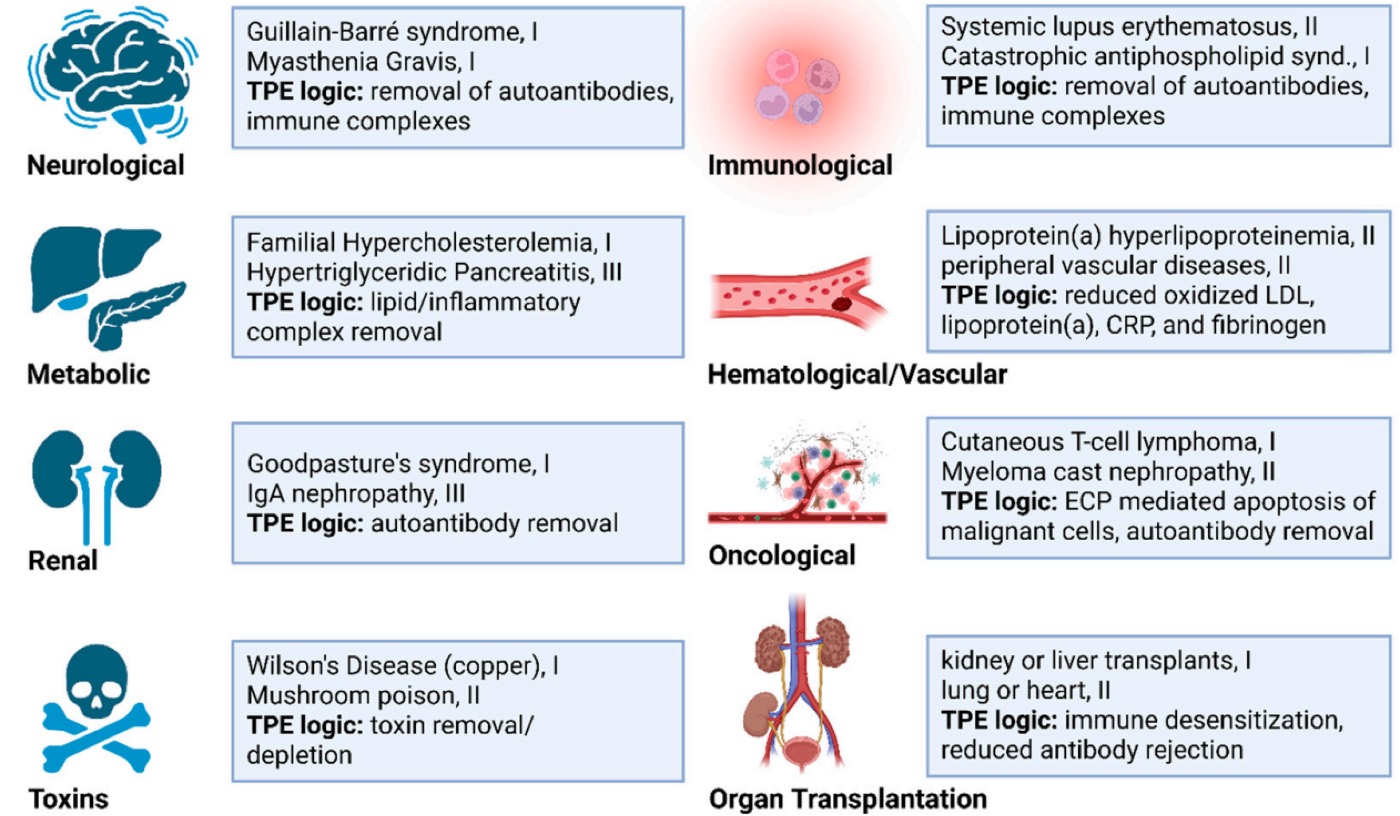 Guillain-Barré syndrome, I
Myasthenia Gravis, I
TPE logic: removal of autoantibodies,
immune complexes
Neurological
Systemic lupus erythematosus, II
Catastrophic antiphospholipid synd., I
TPE logic: removal of autoantibodies,
immune complexes
Immunological
Familial Hypercholesterolemia, I
Hypertriglyceridic Pancreatitis, III
TPE logic: lipid/inflammatory
complex removal
Metabolic
Lipoprotein(a) hyperlipoproteinemia, II
peripheral vascular diseases, II
TPE logic: reduced oxidized LDL,
lipoprotein(a), CRP, and fibrinogen
Hematological/Vascular
Goodpasture's syndrome, I
IgA nephropathy, III
TPE logic: autoantibody removal
Renal
Cutaneous T-cell lymphoma, I
Myeloma cast nephropathy, II
TPE logic: ECP mediated apoptosis of
malignant cells, autoantibody removal
Oncological
Wilson's Disease (copper), I
Mushroom poison, II
TPE logic: toxin removal/
depletion
Toxins
kidney or liver transplants, I
lung or heart, II
TPE logic: immune desensitization,
reduced antibody rejection
Organ Transplantation